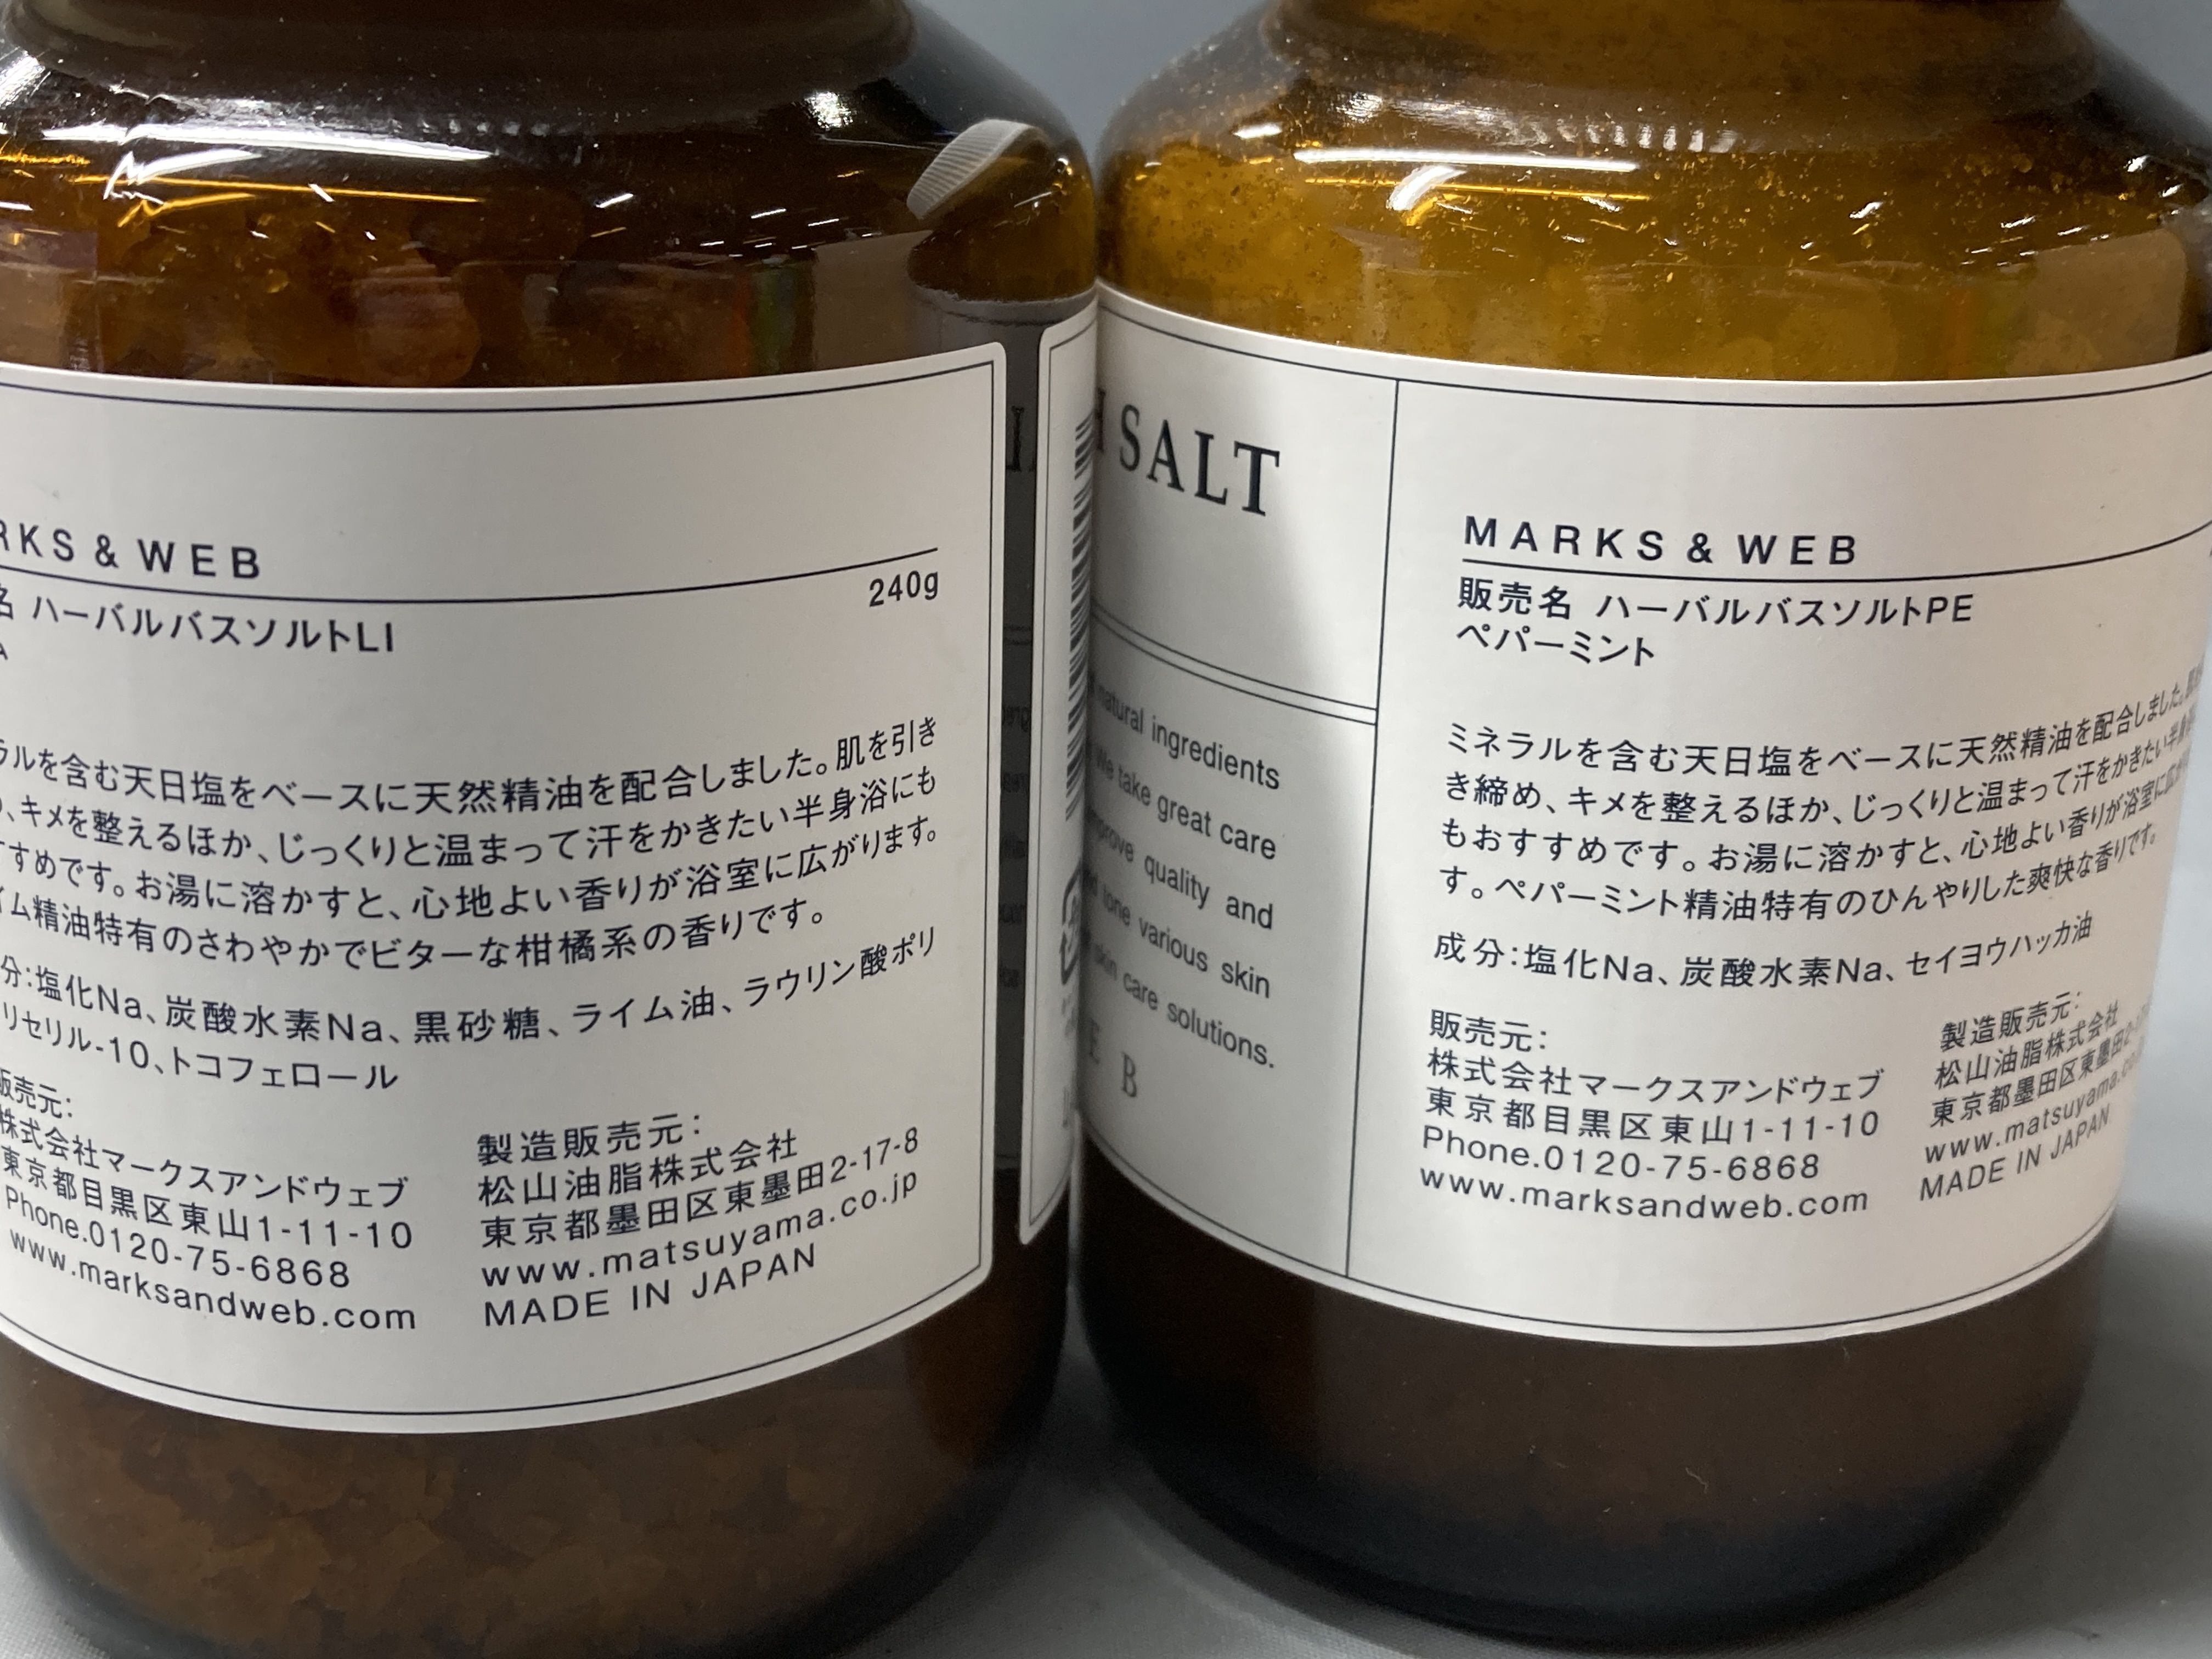 RKS & WEB
240g
名 ハーバルバスソルトLI
ラルを含む天日塩をベースに天然精油を配合しました。肌を引き
、キメを整えるほか、じっくりと温まって汗をかきたい半身浴にも
すすめです。お湯に溶かすと、心地よい香りが浴室に広がります。
イム精油特有のさわやかでビターな柑橘系の香りです。
分:塩化Na、炭酸水素Na、黒砂糖、ライム油、ラウリン酸ポリ
リセリル-10、トコフェロール
販売元:
株式会社マークスアンドウェブ
東京都目黒区東山1-11-10
Phone.0120-75-6868
www.marksandweb.com
製造販売元:
松山油脂株式会社
東京都墨田区東墨田2-17-8
www.matsuyama.co.jp
MADE IN JAPAN
H SALT
natural ingredients
We take great care
improve quality and
tone various skin
skin care solutions.
E B
MARKS & WEB
販売名 ハーバルバスソルトPE
ペパーミント
ミネラルを含む天日塩をベースに天然精油を配合しました。
き締め、キメを整えるほか、じっくりと温まって汗をかきたい半身浴
もおすすめです。お湯に溶かすと、心地よい香りが浴室に広が
す。ペパーミント精油特有のひんやりした爽快な香りです。
成分:塩化Na、炭酸水素Na、セイヨウハッカ油
販売元:
株式会社マークスアンドウェブ
東京都目黒区東山1-11-10
Phone.0120-75-6868
www.marksandweb.com
製造販売元:
松山油脂株式会社
東京都墨田区東墨田2-
www.matsuyama.co
MADE IN JAPAN